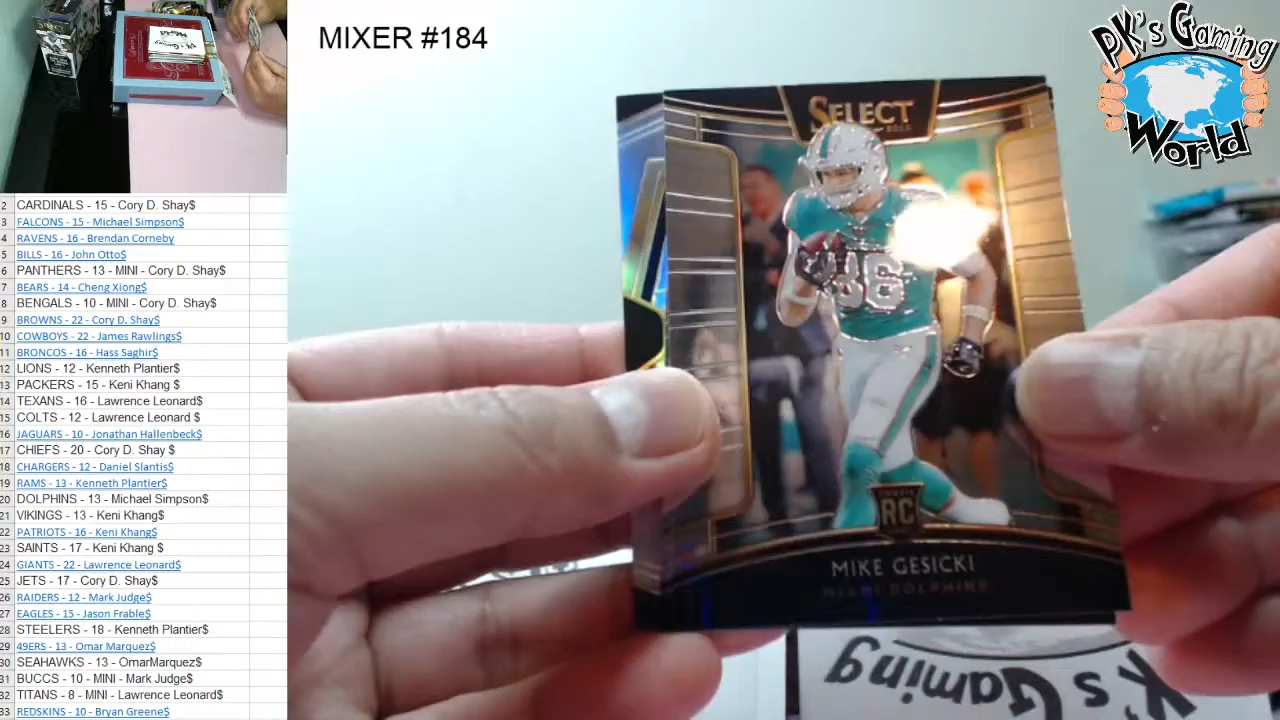 MIXER #184
PK's Gaming
World
2 CARDINALS - 15 - Cory D. Shay$
3 FALCONS - 15 - Michael Simpson$
4 RAVENS - 16 - Brendan Corneby
5 BILLS - 16 - John Otto$
6 PANTHERS - 13 - MINI - Cory D. Shay$
7 BEARS - 14 - Cheng Xiong$
8 BENGALS - 10 - MINI - Cory D. Shay$
9 BROWNS - 22 - Cory D. Shay$
10 COWBOYS - 22 - James Rawlings$
11 BRONCOS - 16 - Hass Saghir$
12 LIONS - 12 - Kenneth Plantier$
13 PACKERS - 15 - Keni Khang $
14 TEXANS - 16 - Lawrence Leonard$
15 COLTS - 12 - Lawrence Leonard $
16 JAGUARS - 10 - Jonathan Hallenbeck$
17 CHIEFS - 20 - Cory D. Shay $
18 CHARGERS - 12 - Daniel Slantis$
19 RAMS - 13 - Kenneth Plantier$
20 DOLPHINS - 13 - Michael Simpson$
21 VIKINGS - 13 - Keni Khang$
22 PATRIOTS - 16 - Keni Khang$
23 SAINTS - 17 - Keni Khang $
24 GIANTS - 22 - Lawrence Leonard$
25 JETS - 17 - Cory D. Shay$
26 RAIDERS - 12 - Mark Judge$
27 EAGLES - 15 - Jason Frable$
28 STEELERS - 18 - Kenneth Plantier$
29 49ERS - 13 - Omar Marquez$
30 SEAHAWKS - 13 - OmarMarquez$
31 BUCCS - 10 - MINI - Mark Judge$
32 TITANS - 8 - MINI - Lawrence Leonard$
33 REDSKINS - 10 - Bryan Greene$
SELECT
86
RC
MIKE GESICKI
MIAMI DOLPHINS
PK's Gaming